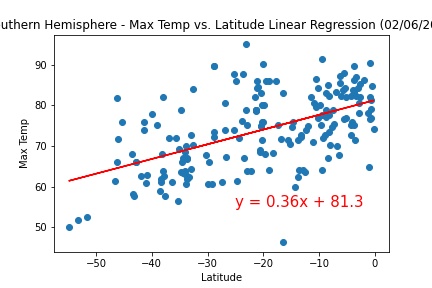 uthern Hemisphere - Max Temp vs. Latitude Linear Regression (02/06/20
90
80
70
60
50
Max Temp
y = 0.36x + 81.3
−50 −40 −30 −20 −10 0
Latitude